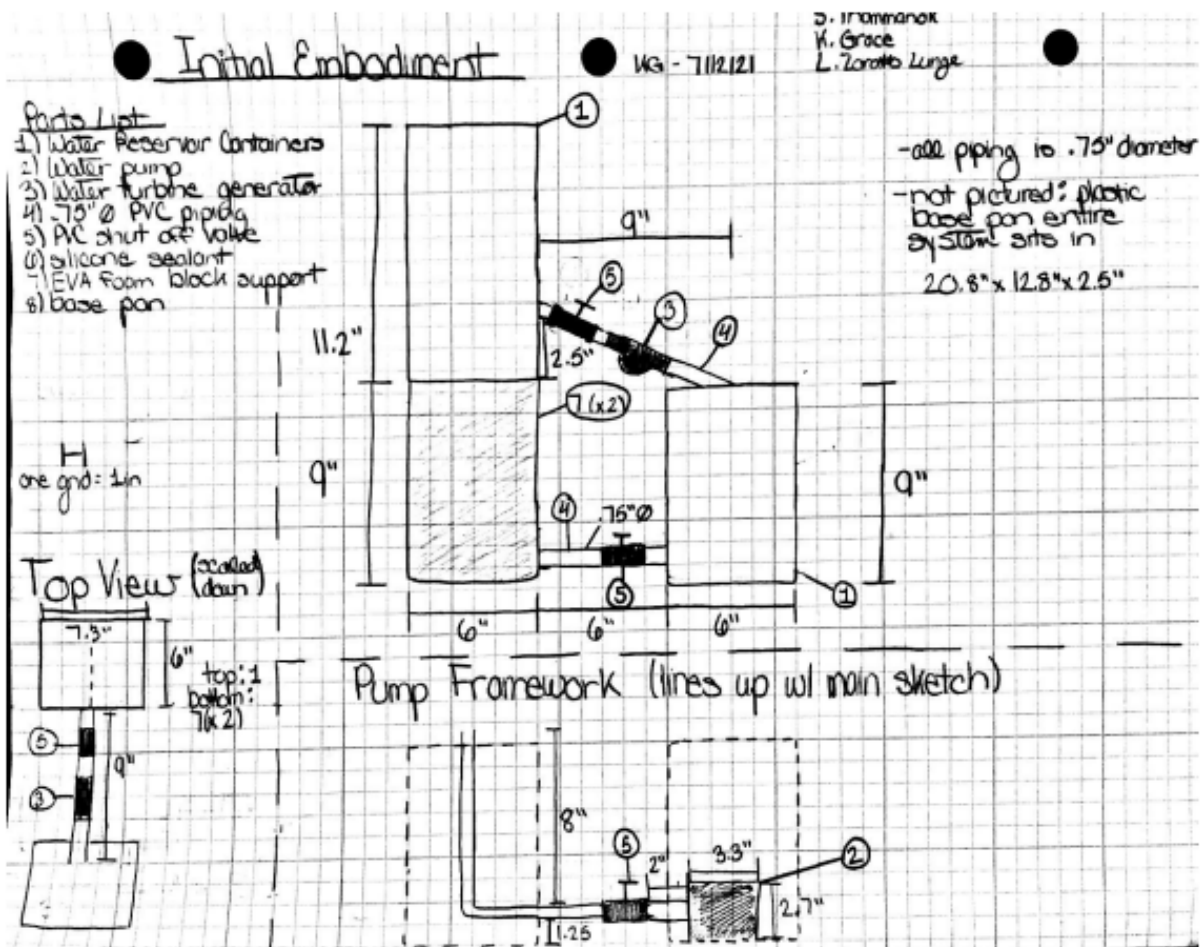 Initial Embodiment
KG - 7/12/21
K. Grace
Parts List
1) Water Reservoir Containers
2) Water pump
3) Water turbine generator
4) .75" Ø PVC piping
5) PVC shut off valve
6) silicone sealant
7) EVA foam block support
8) base pan
-all piping is .75" diameter
-not pictured: plastic
base pan entire
system sits in
20.8" x 12.8" x 2.5"
1
9"
5
3
4
11.2"
2.5"
7 (x2)
one grid = 1in
9"
9"
4
.75" Ø
5
1
6"
6"
6"
Top View (scaled
down)
7.3"
6"
top: 1
bottom:
7(x2)
5
9"
3
Pump Framework (lines up w/ main sketch)
8"
5
2"
3.3"
2
2.7"
1.25